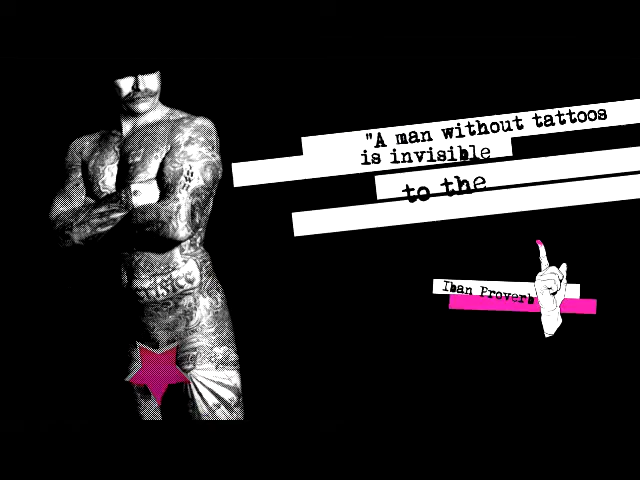 "A man without tattoos
is invisible
to the
Iban Proverb